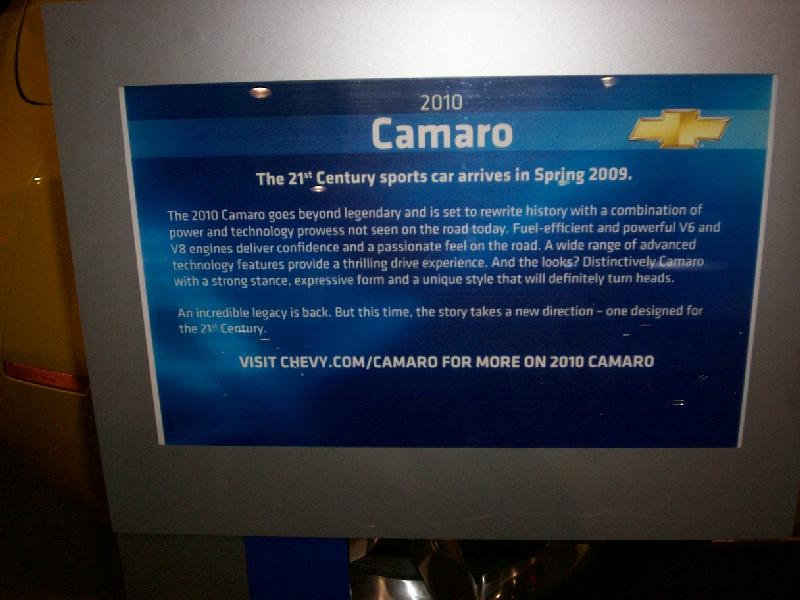 2010
Camaro
The 21st Century sports car arrives in Spring 2009.
The 2010 Camaro goes beyond legendary and is set to rewrite history with a combination of
power and technology prowess not seen on the road today. Fuel-efficient and powerful V6 and
V8 engines deliver confidence and a passionate feel on the road. A wide range of advanced
technology features provide a thrilling drive experience. And the looks? Distinctively Camaro
with a strong stance, expressive form and a unique style that will definitely turn heads.
An incredible legacy is back. But this time, the story takes a new direction – one designed for
the 21st Century.
VISIT CHEVY.COM/CAMARO FOR MORE ON 2010 CAMARO